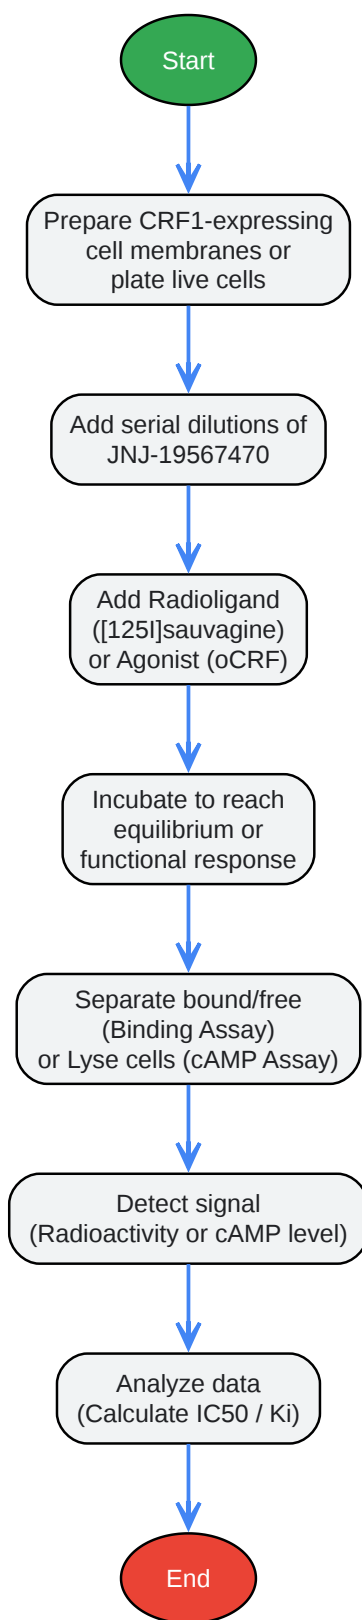 Start
Prepare CRF1-expressing
cell membranes or
plate live cells
Add serial dilutions of
JNJ-19567470
Add Radioligand
([125I]sauvagine)
or Agonist (oCRF)
Incubate to reach
equilibrium or
functional response
Separate bound/free
(Binding Assay)
or Lyse cells (cAMP Assay)
Detect signal
(Radioactivity or cAMP level)
Analyze data
(Calculate IC50 / Ki)
End